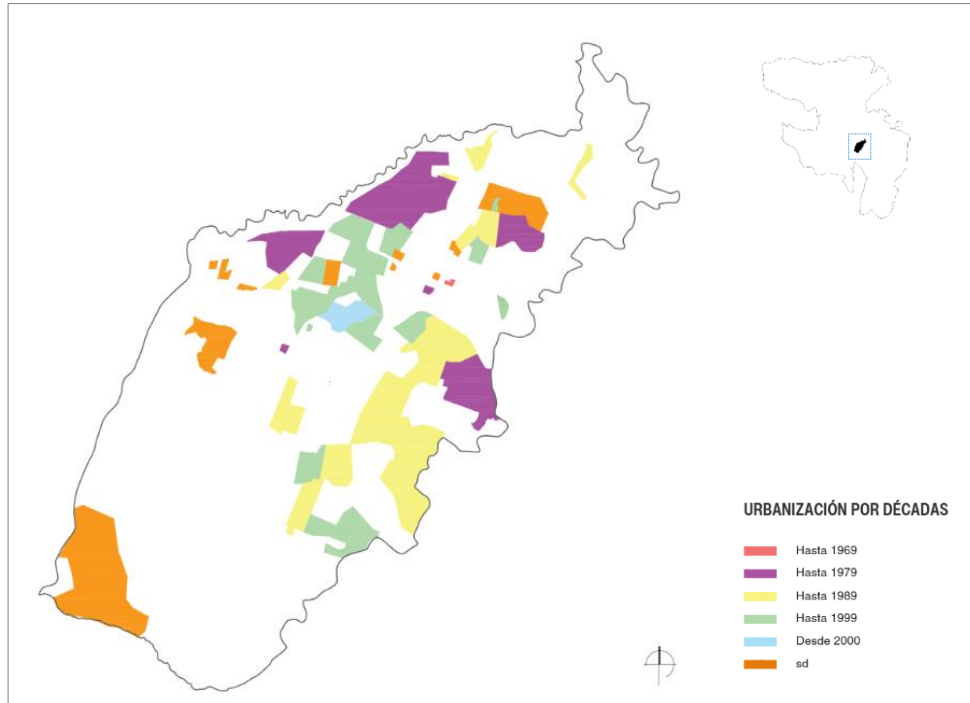 URBANIZACIÓN POR DÉCADAS
Hasta 1969
Hasta 1979
Hasta 1989
Hasta 1999
Desde 2000
sd